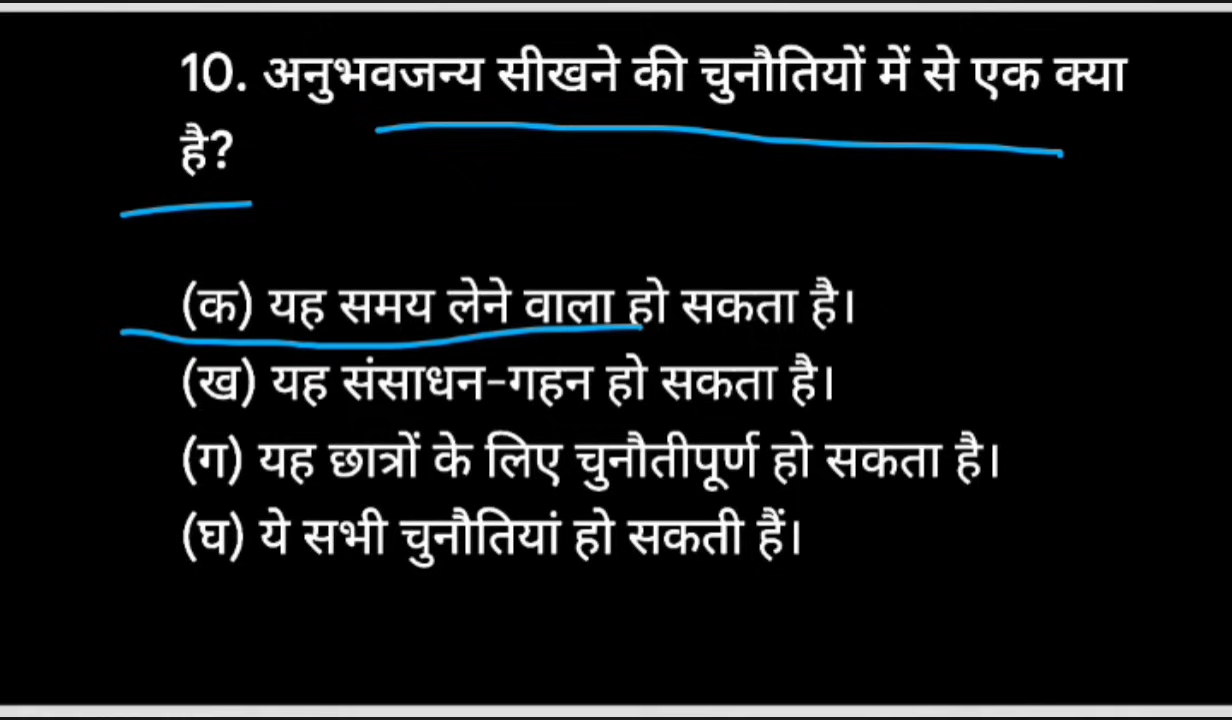 10. अनुभवजन्य सीखने की चुनौतियों में से एक क्या
है?
(क) यह समय लेने वाला हो सकता है।
(ख) यह संसाधन-गहन हो सकता है।
(ग) यह छात्रों के लिए चुनौतीपूर्ण हो सकता है।
(घ) ये सभी चुनौतियां हो सकती हैं।